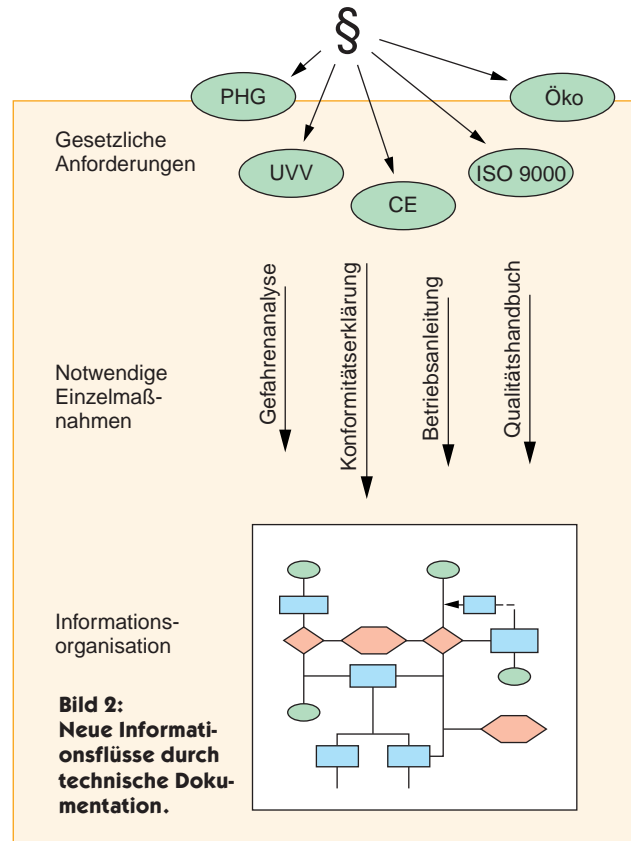 §
PHG
Öko
Gesetzliche
Anforderungen
UVV
CE
ISO 9000
Notwendige
Einzelmaß-
nahmen
Gefahrenanalyse
Konformitätserklärung
Betriebsanleitung
Qualitätshandbuch
Informations-
organisation
Bild 2:
Neue Informati-
onsflüsse durch
technische Doku-
mentation.